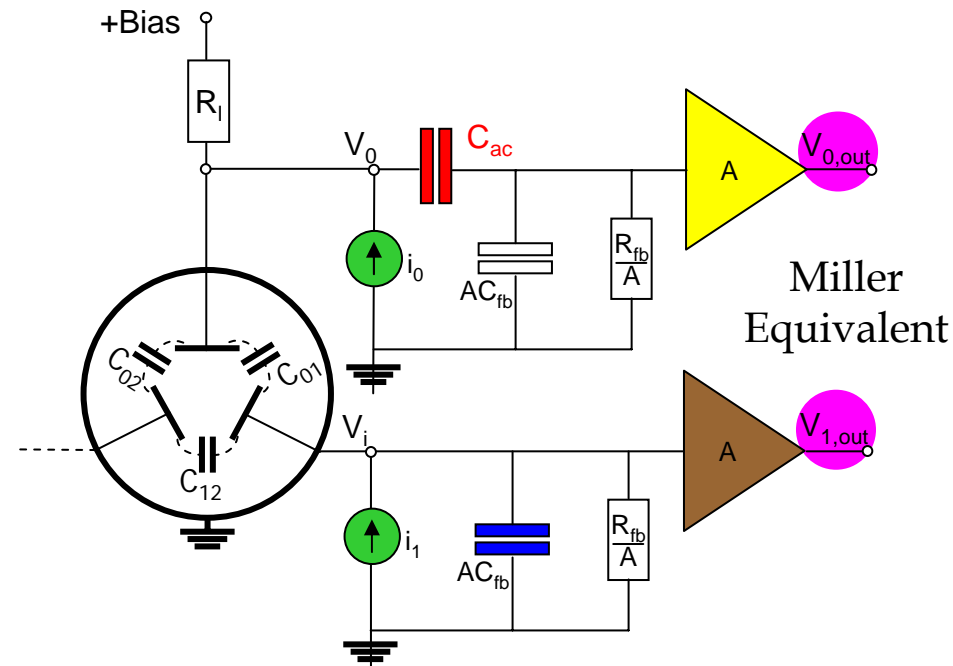 +Bias
R_l
V_0
C_ac
A
V_0,out
i_0
AC_fb
R_fb
A
Miller
Equivalent
C_02
C_01
C_12
V_i
A
V_1,out
i_1
AC_fb
R_fb
A